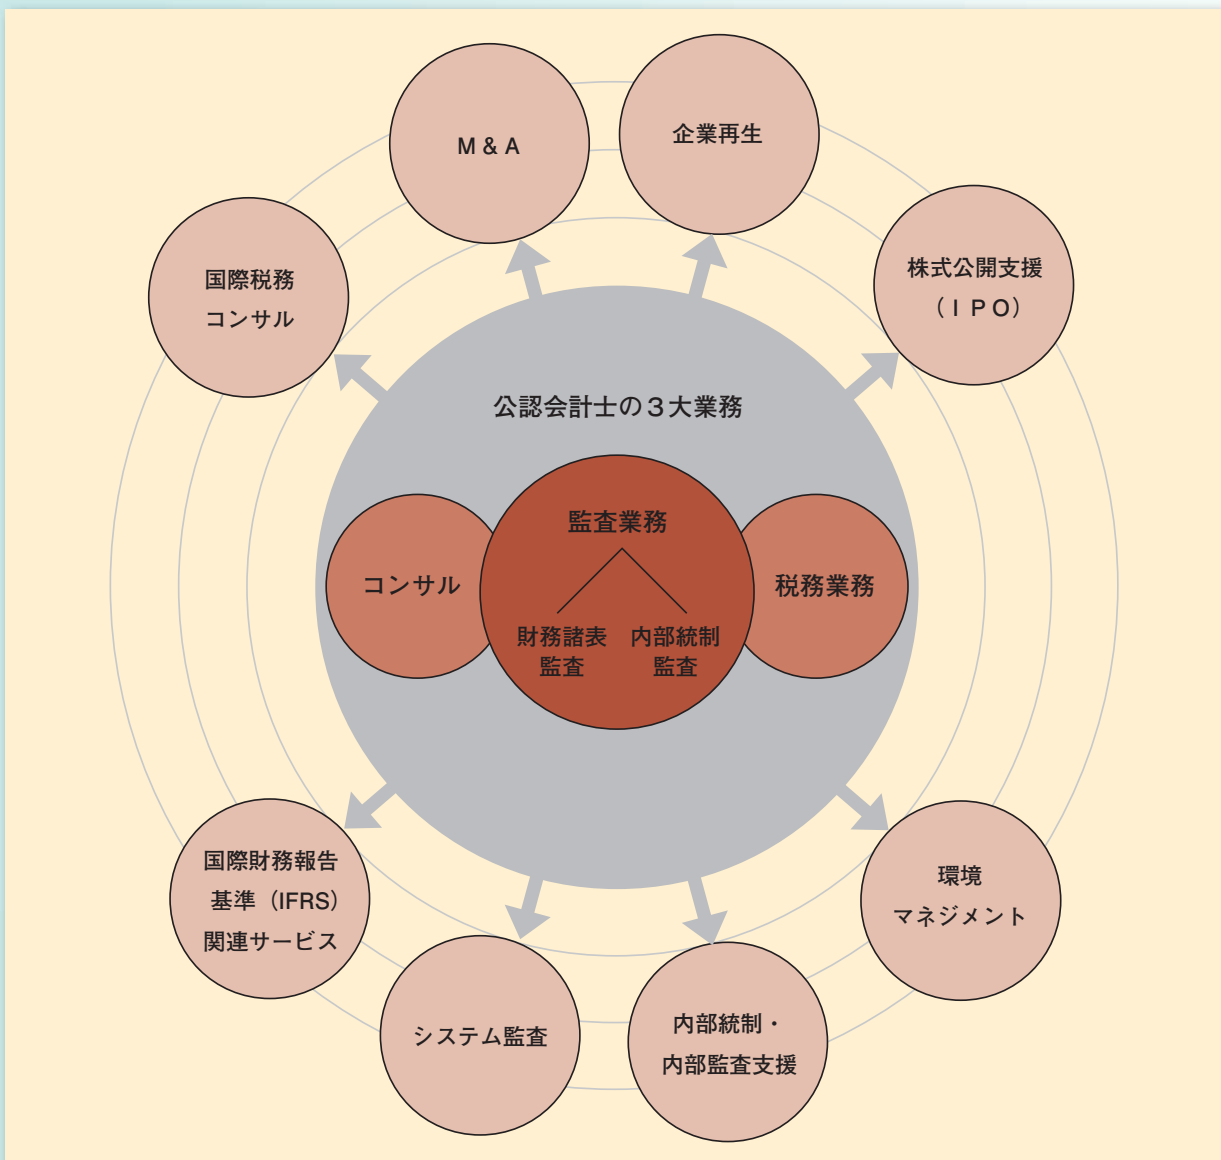 M & A
企業再生
国際税務
コンサル
株式公開支援
（ＩＰＯ）
公認会計士の３大業務
監査業務
コンサル
税務業務
財務諸表
監査
内部統制
監査
国際財務報告
基準（IFRS）
関連サービス
環境
マネジメント
システム監査
内部統制・
内部監査支援